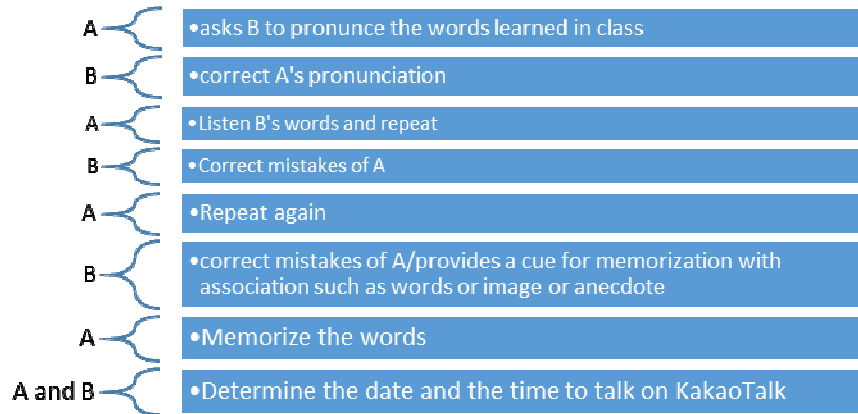 A
•asks B to pronunce the words learned in class
B
•correct A's pronunciation
A
•Listen B's words and repeat
B
•Correct mistakes of A
A
•Repeat again
B
•correct mistakes of A/provides a cue for memorization with
association such as words or image or anecdote
A
•Memorize the words
A and B
•Determine the date and the time to talk on KakaoTalk